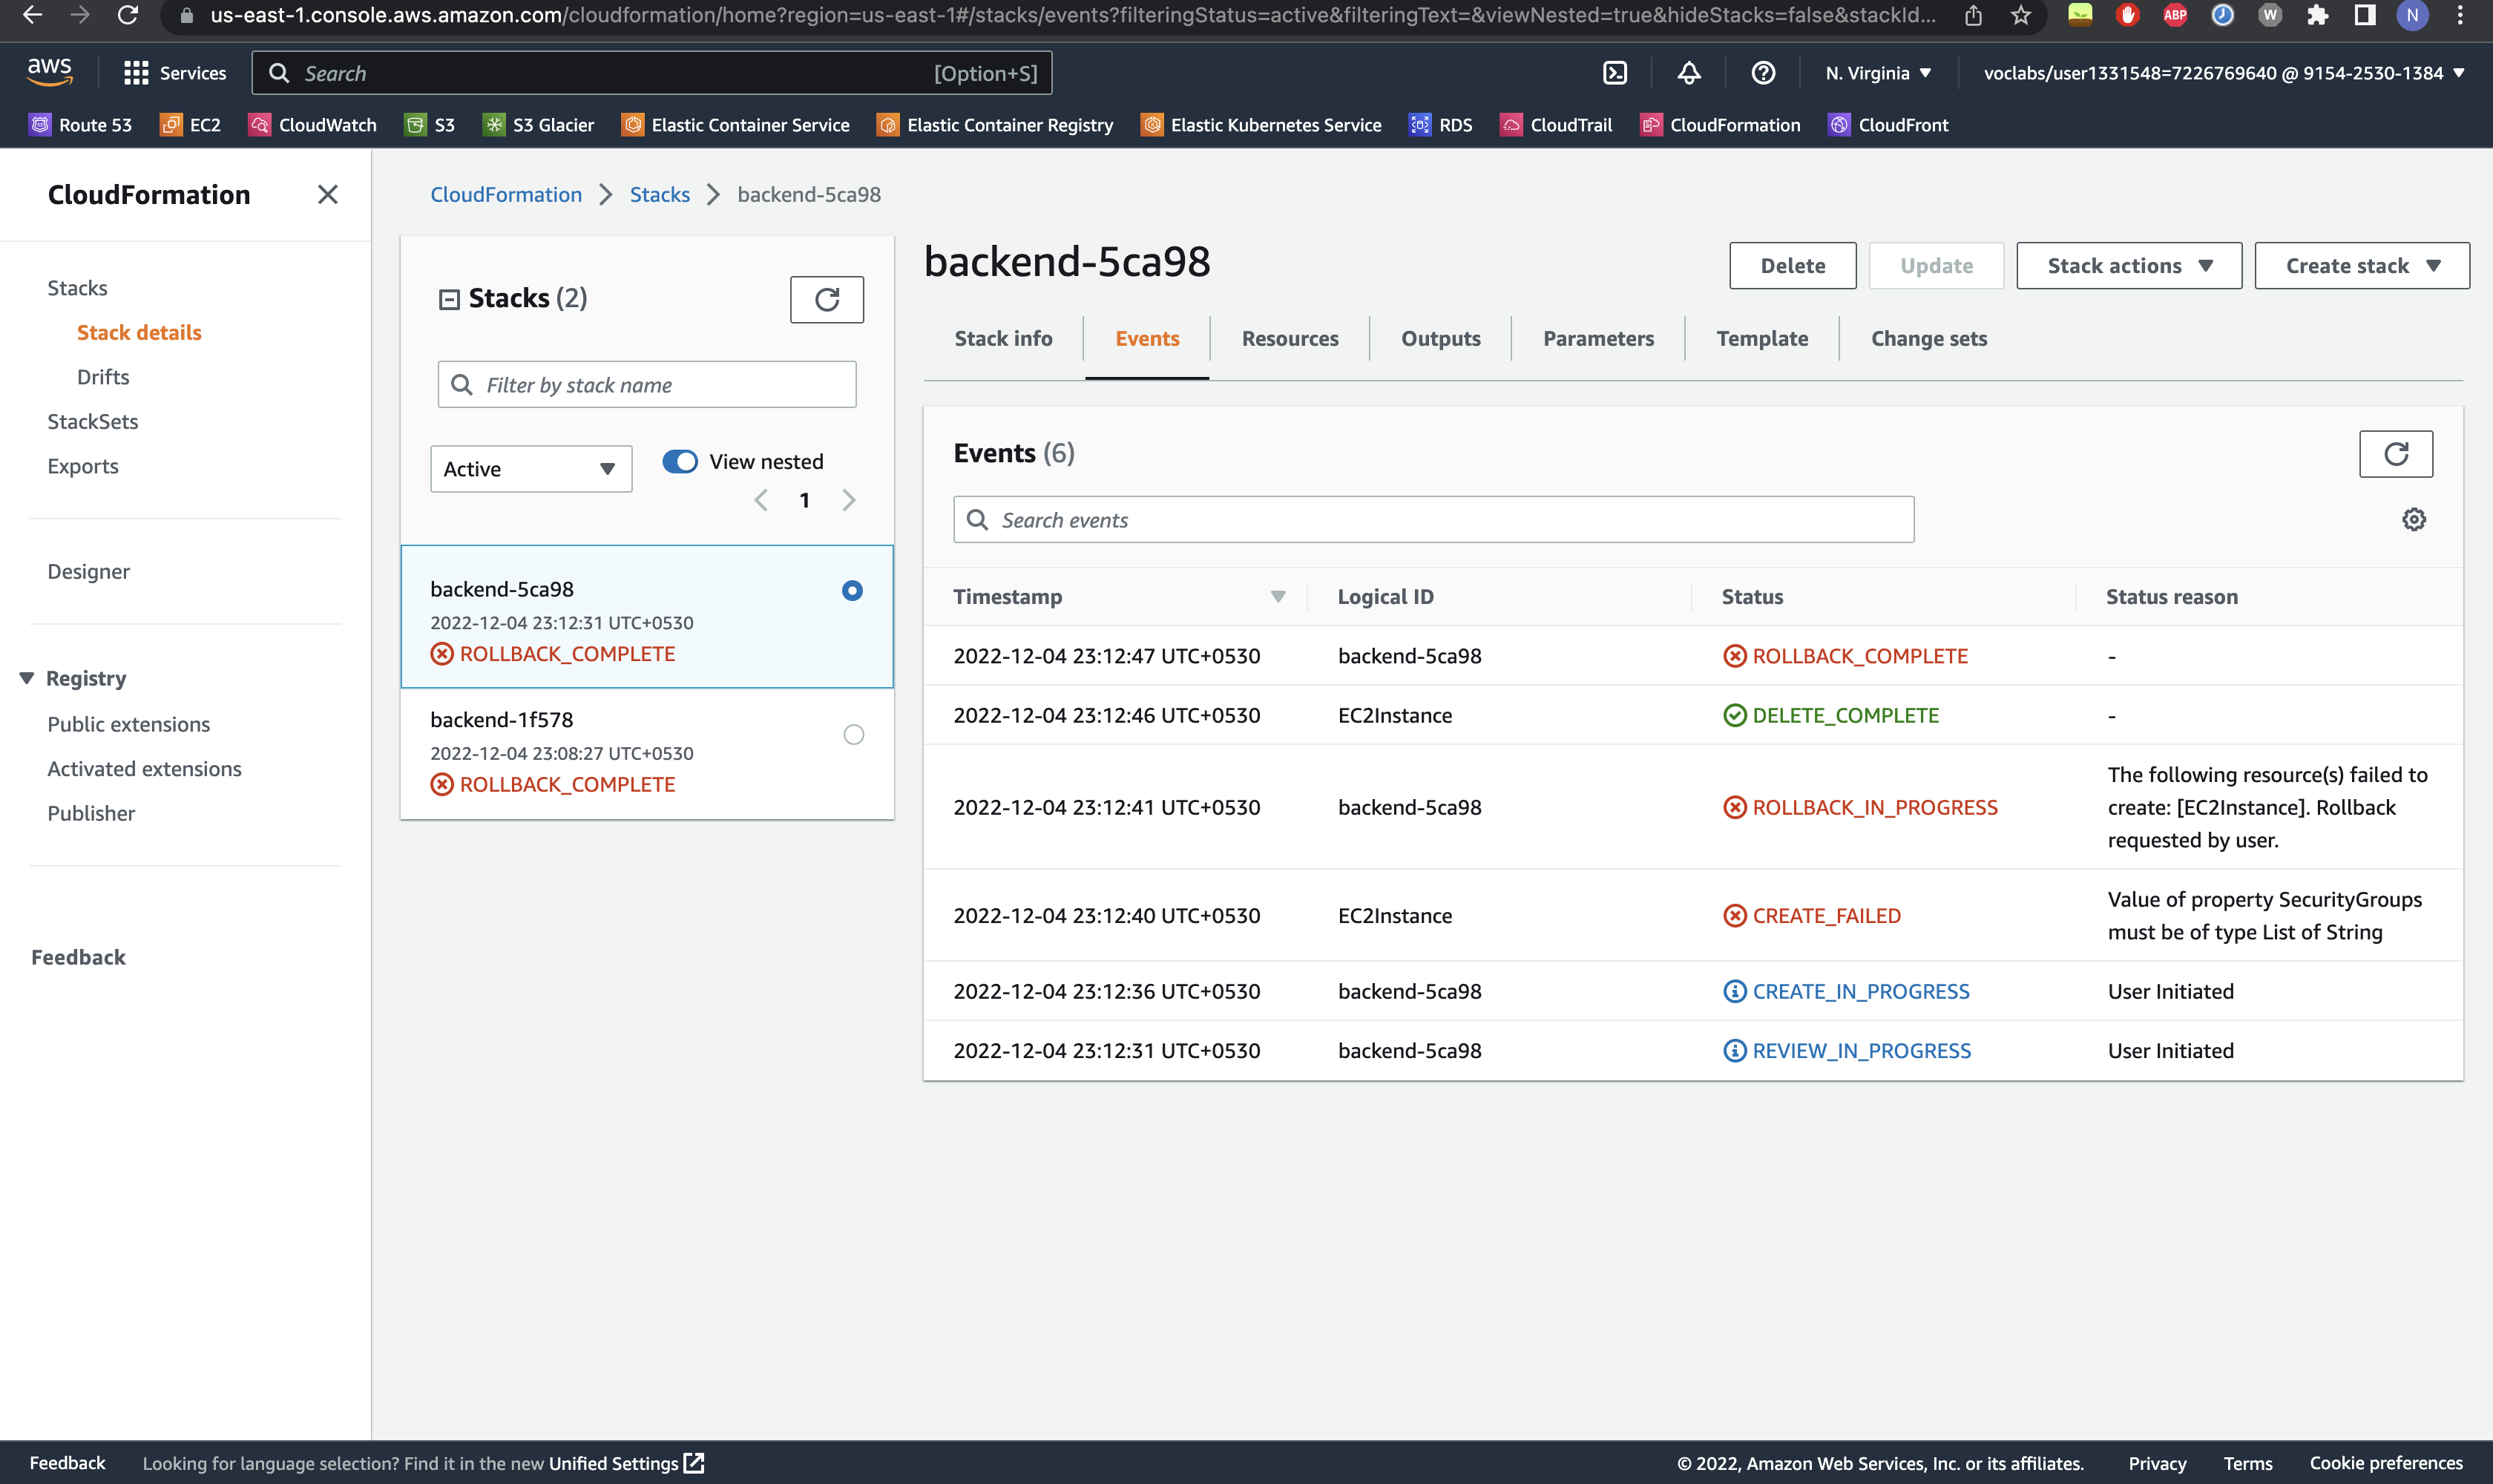 us-east-1.console.aws.amazon.com/cloudformation/home?region=us-east-1#/stacks/events?filteringStatus=active&filteringText=&viewNested=true&hideStacks=false&stackId...
ABP
W
N
aws
Services
Search
[Option+S]
N. Virginia
voclabs/user1331548=7226769640 @ 9154-2530-1384
Route 53
EC2
CloudWatch
S3
S3 Glacier
Elastic Container Service
Elastic Container Registry
Elastic Kubernetes Service
RDS
CloudTrail
CloudFormation
CloudFront
CloudFormation
Stacks
Stack details
Drifts
StackSets
Exports
Designer
Registry
Public extensions
Activated extensions
Publisher
Feedback
CloudFormation
Stacks
backend-5ca98
Stacks (2)
Filter by stack name
Active
View nested
1
backend-5ca98
2022-12-04 23:12:31 UTC+0530
ROLLBACK_COMPLETE
backend-1f578
2022-12-04 23:08:27 UTC+0530
ROLLBACK_COMPLETE
backend-5ca98
Delete
Update
Stack actions
Create stack
Stack info
Events
Resources
Outputs
Parameters
Template
Change sets
Events (6)
Search events
Timestamp
Logical ID
Status
Status reason
2022-12-04 23:12:47 UTC+0530
backend-5ca98
ROLLBACK_COMPLETE
-
2022-12-04 23:12:46 UTC+0530
EC2Instance
DELETE_COMPLETE
-
2022-12-04 23:12:41 UTC+0530
backend-5ca98
ROLLBACK_IN_PROGRESS
The following resource(s) failed to
create: [EC2Instance]. Rollback
requested by user.
2022-12-04 23:12:40 UTC+0530
EC2Instance
CREATE_FAILED
Value of property SecurityGroups
must be of type List of String
2022-12-04 23:12:36 UTC+0530
backend-5ca98
CREATE_IN_PROGRESS
User Initiated
2022-12-04 23:12:31 UTC+0530
backend-5ca98
REVIEW_IN_PROGRESS
User Initiated
Feedback
Looking for language selection? Find it in the new Unified Settings
© 2022, Amazon Web Services, Inc. or its affiliates.
Privacy
Terms
Cookie preferences